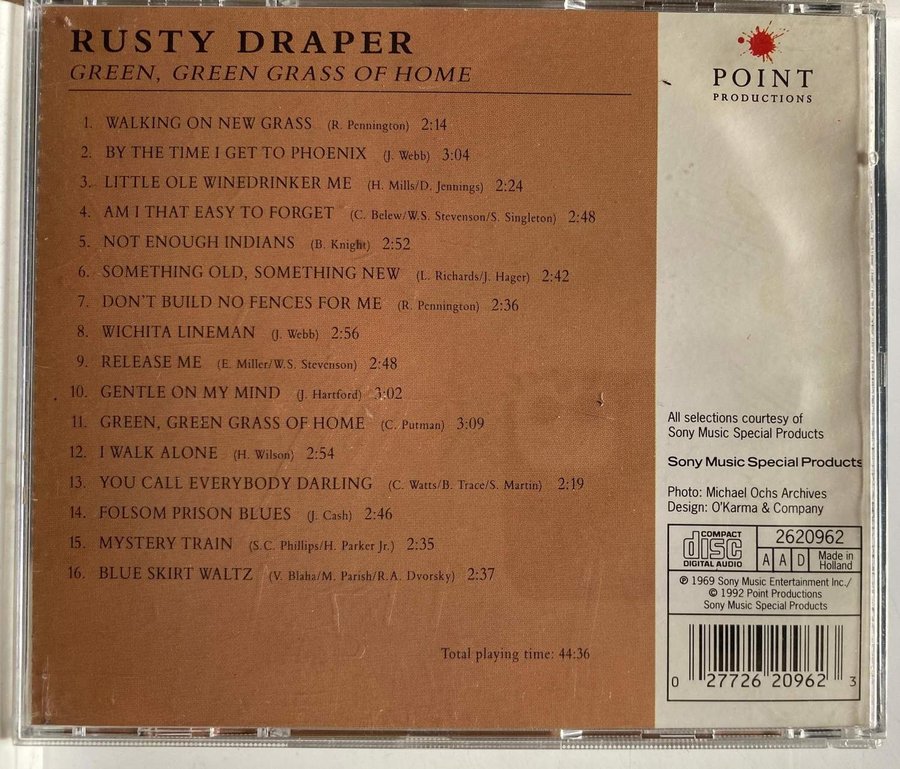 RUSTY DRAPER
GREEN, GREEN GRASS OF HOME
1. WALKING ON NEW GRASS (R. Pennington) 2:14
2. BY THE TIME I GET TO PHOENIX (J. Webb) 3:04
3. LITTLE OLE WINEDRINKER ME (H. Mills/D. Jennings) 2:24
4. AM I THAT EASY TO FORGET (C. Belew/W.S. Stevenson/S. Singleton) 2:48
5. NOT ENOUGH INDIANS (B. Knight) 2:52
6. SOMETHING OLD, SOMETHING NEW (L. Richards/J. Hager) 2:42
7. DON'T BUILD NO FENCES FOR ME (R. Pennington) 2:36
8. WICHITA LINEMAN (J. Webb) 2:56
9. RELEASE ME (E. Miller/W.S. Stevenson) 2:48
10. GENTLE ON MY MIND (J. Hartford) 3:02
11. GREEN, GREEN GRASS OF HOME (C. Putman) 3:09
12. I WALK ALONE (H. Wilson) 2:54
13. YOU CALL EVERYBODY DARLING (C. Watts/B. Trace/S. Martin) 2:19
14. FOLSOM PRISON BLUES (J. Cash) 2:46
15. MYSTERY TRAIN (S.C. Phillips/H. Parker Jr.) 2:35
16. BLUE SKIRT WALTZ (V. Blaha/M. Parish/R.A. Dvorsky) 2:37
Total playing time: 44:36
POINT
PRODUCTIONS
All selections courtesy of
Sony Music Special Products
Sony Music Special Products
Photo: Michael Ochs Archives
Design: O'Karma & Company
COMPACT
disc
DIGITAL AUDIO
2620962
A A D
Made in
Holland
℗ 1969 Sony Music Entertainment Inc./
© 1992 Point Productions
Sony Music Special Products
0 27726 20962 3